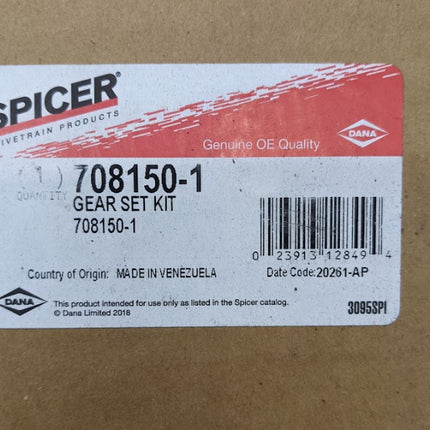 SPICER®
DRIVETRAIN PRODUCTS
Genuine OE Quality
DANA
(1) 708150-1
QUANTITY
GEAR SET KIT
708150-1
0 23913 12849 4
Country of Origin: MADE IN VENEZUELA
Date Code:20261-AP
DANA
This product intended for use only as listed in the Spicer catalog.
© Dana Limited 2018
3095SPI